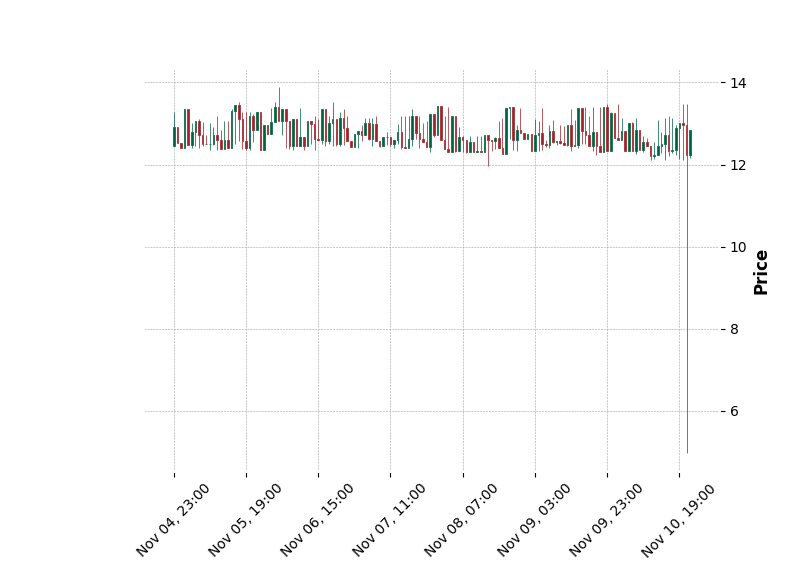 14
12
10
8
6
Price
Nov 04, 23:00
Nov 05, 19:00
Nov 06, 15:00
Nov 07, 11:00
Nov 08, 07:00
Nov 09, 03:00
Nov 09, 23:00
Nov 10, 19:00